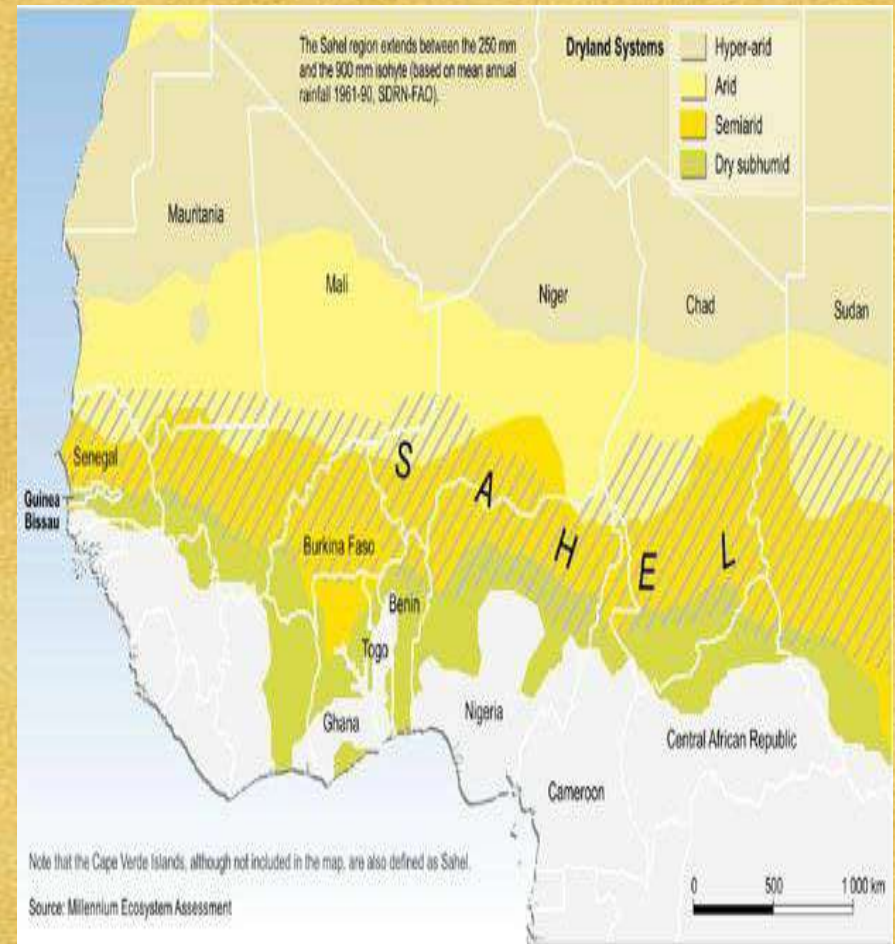 The Sahel region extends between the 250 mm
and the 900 mm isohyte (based on mean annual
rainfall 1961-90, SDRN-FAO).
Dryland Systems
Hyper-arid
Arid
Semiarid
Dry subhumid
Mauritania
Mali
Niger
Chad
Sudan
SAHEL
Senegal
Guinea
Bissau
Burkina Faso
Benin
Togo
Ghana
Nigeria
Central African Republic
Cameroon
Note that the Cape Verde Islands, although not included in the map, are also defined as Sahel.
Source: Millennium Ecosystem Assessment
0 500 1 000 km